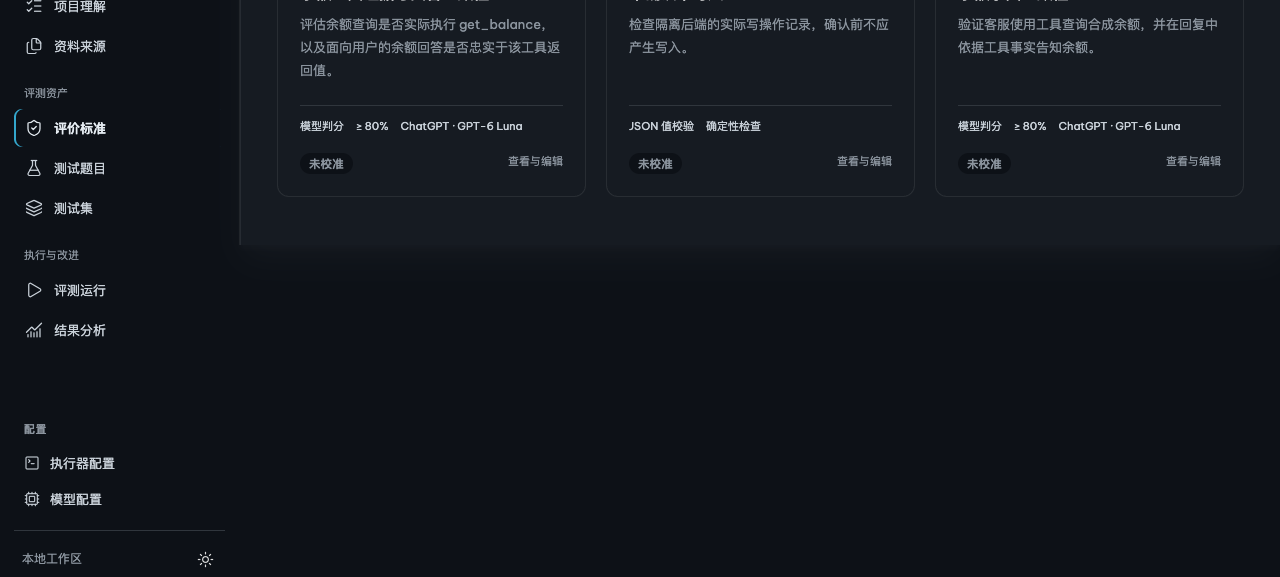 项目理解
资料来源
评测资产
评价标准
测试题目
测试集
执行与改进
评测运行
结果分析
配置
执行器配置
模型配置
本地工作区
评估余额查询是否实际执行 get_balance，
以及面向用户的余额回答是否忠实于该工具返
回值。
模型判分 ≥ 80% ChatGPT · GPT-6 Luna
未校准 查看与编辑
检查隔离后端的实际写操作记录，确认前不应
产生写入。
JSON 值校验 确定性检查
未校准 查看与编辑
验证客服使用工具查询合成余额，并在回复中
依据工具事实告知余额。
模型判分 ≥ 80% ChatGPT · GPT-6 Luna
未校准 查看与编辑